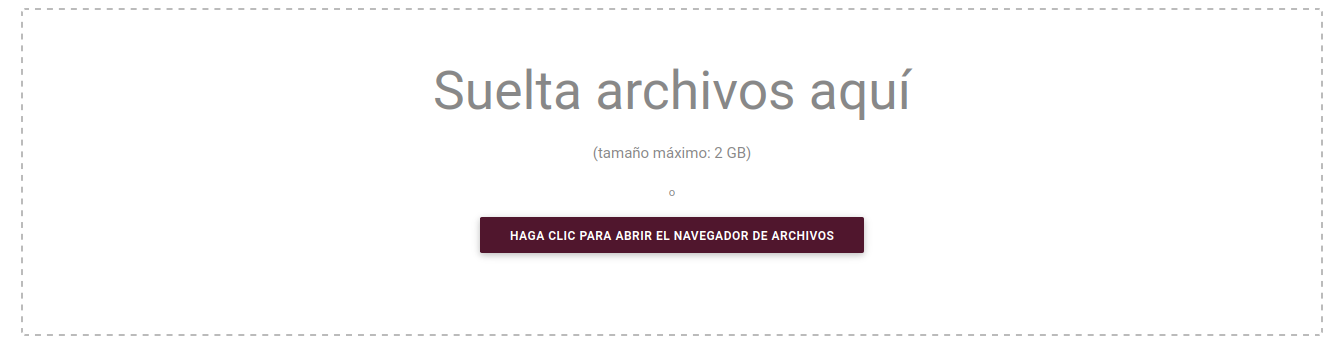 Suelta archivos aquí
(tamaño máximo: 2 GB)
o
HAGA CLIC PARA ABRIR EL NAVEGADOR DE ARCHIVOS